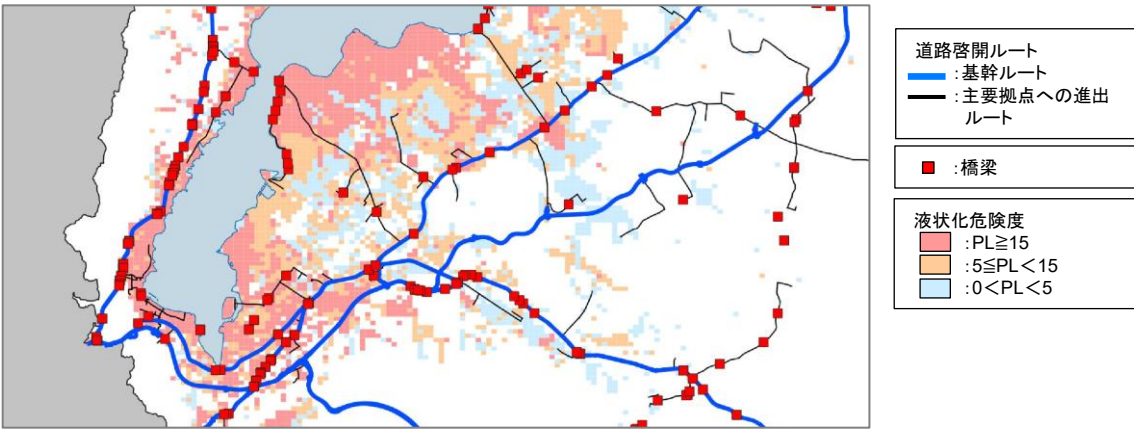 道路啓開ルート
:基幹ルート
:主要拠点への進出
ルート
:橋梁
液状化危険度
:PL≧15
:5≦PL＜15
:0＜PL＜5